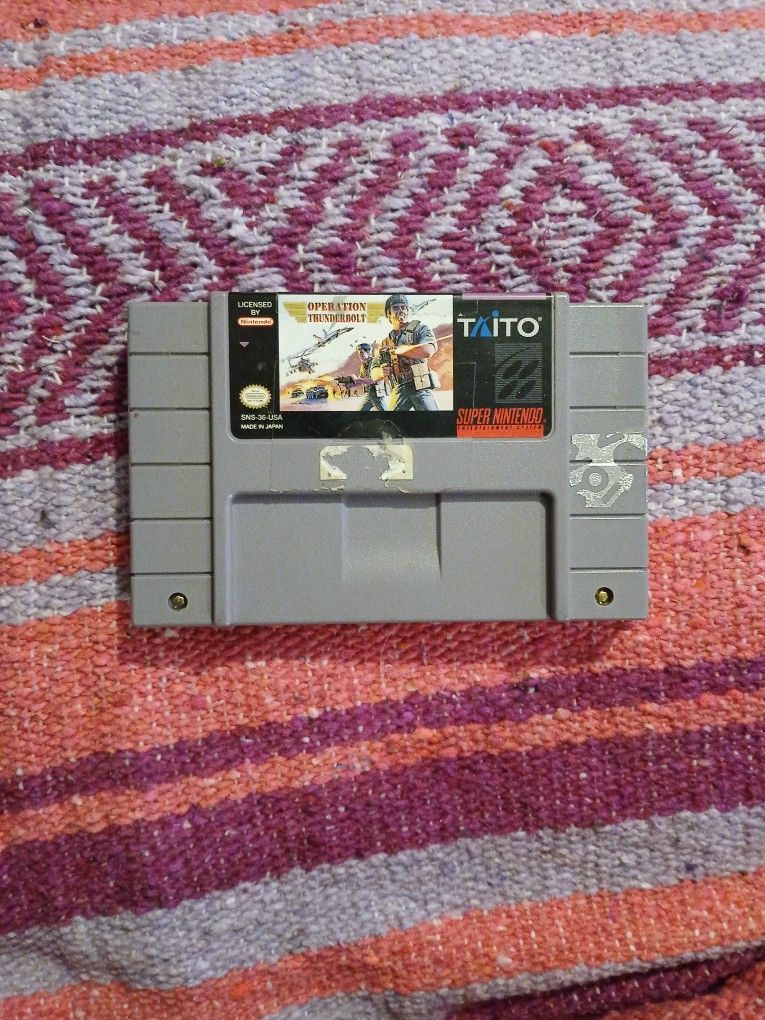 LICENSED
BY
Nintendo
OPERATION
THUNDERBOLT
TAITO®
SNS-36-USA
MADE IN JAPAN
SUPER NINTENDO
ENTERTAINMENT SYSTEM